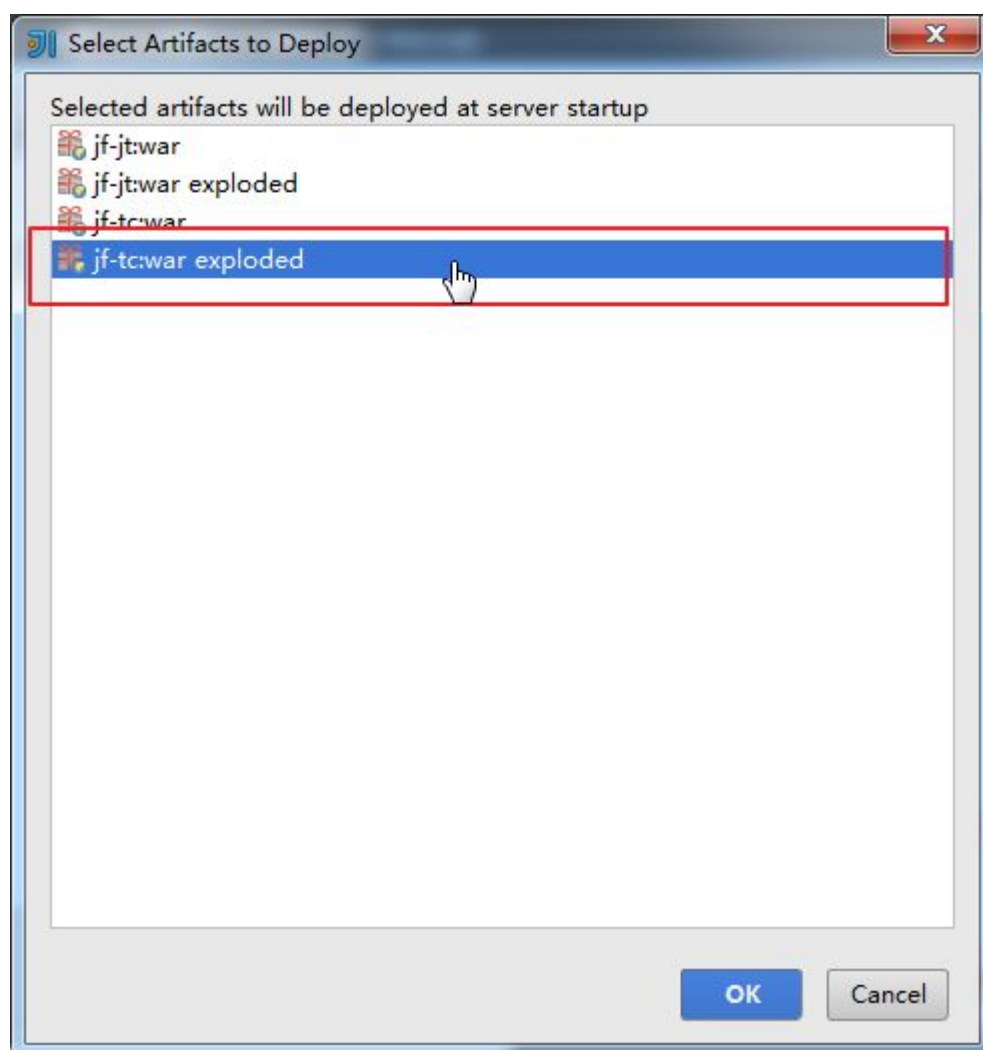 Select Artifacts to Deploy
Selected artifacts will be deployed at server startup
jf-jt:war
jf-jt:war exploded
jf-tc:war
jf-tc:war exploded
OK
Cancel